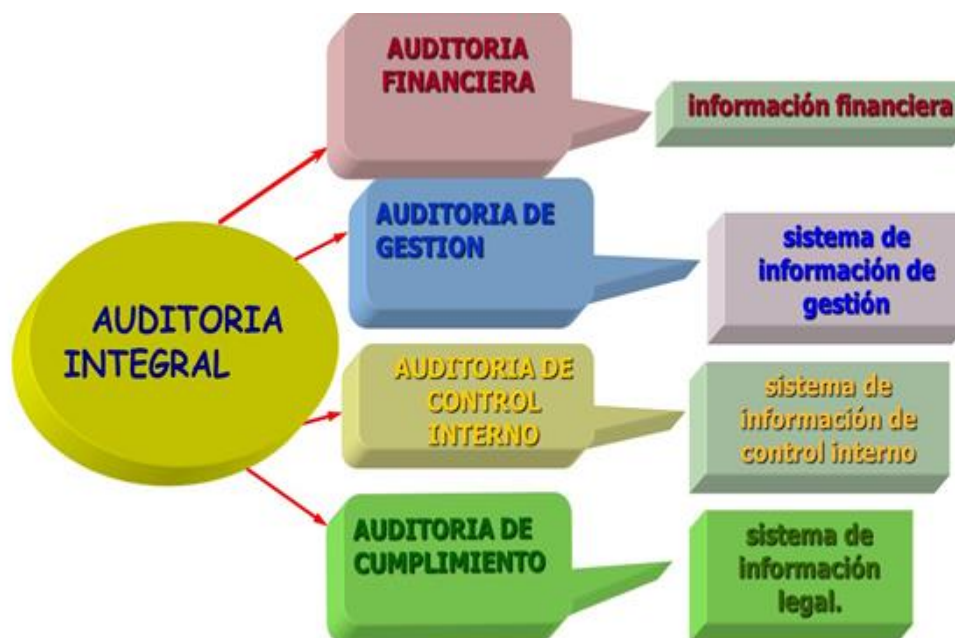 AUDITORIA
INTEGRAL
AUDITORIA
FINANCIERA
información financiera
AUDITORIA DE
GESTION
sistema de
información de
gestión
AUDITORIA DE
CONTROL
INTERNO
sistema de
información de
control interno
AUDITORIA DE
CUMPLIMIENTO
sistema de
información
legal.